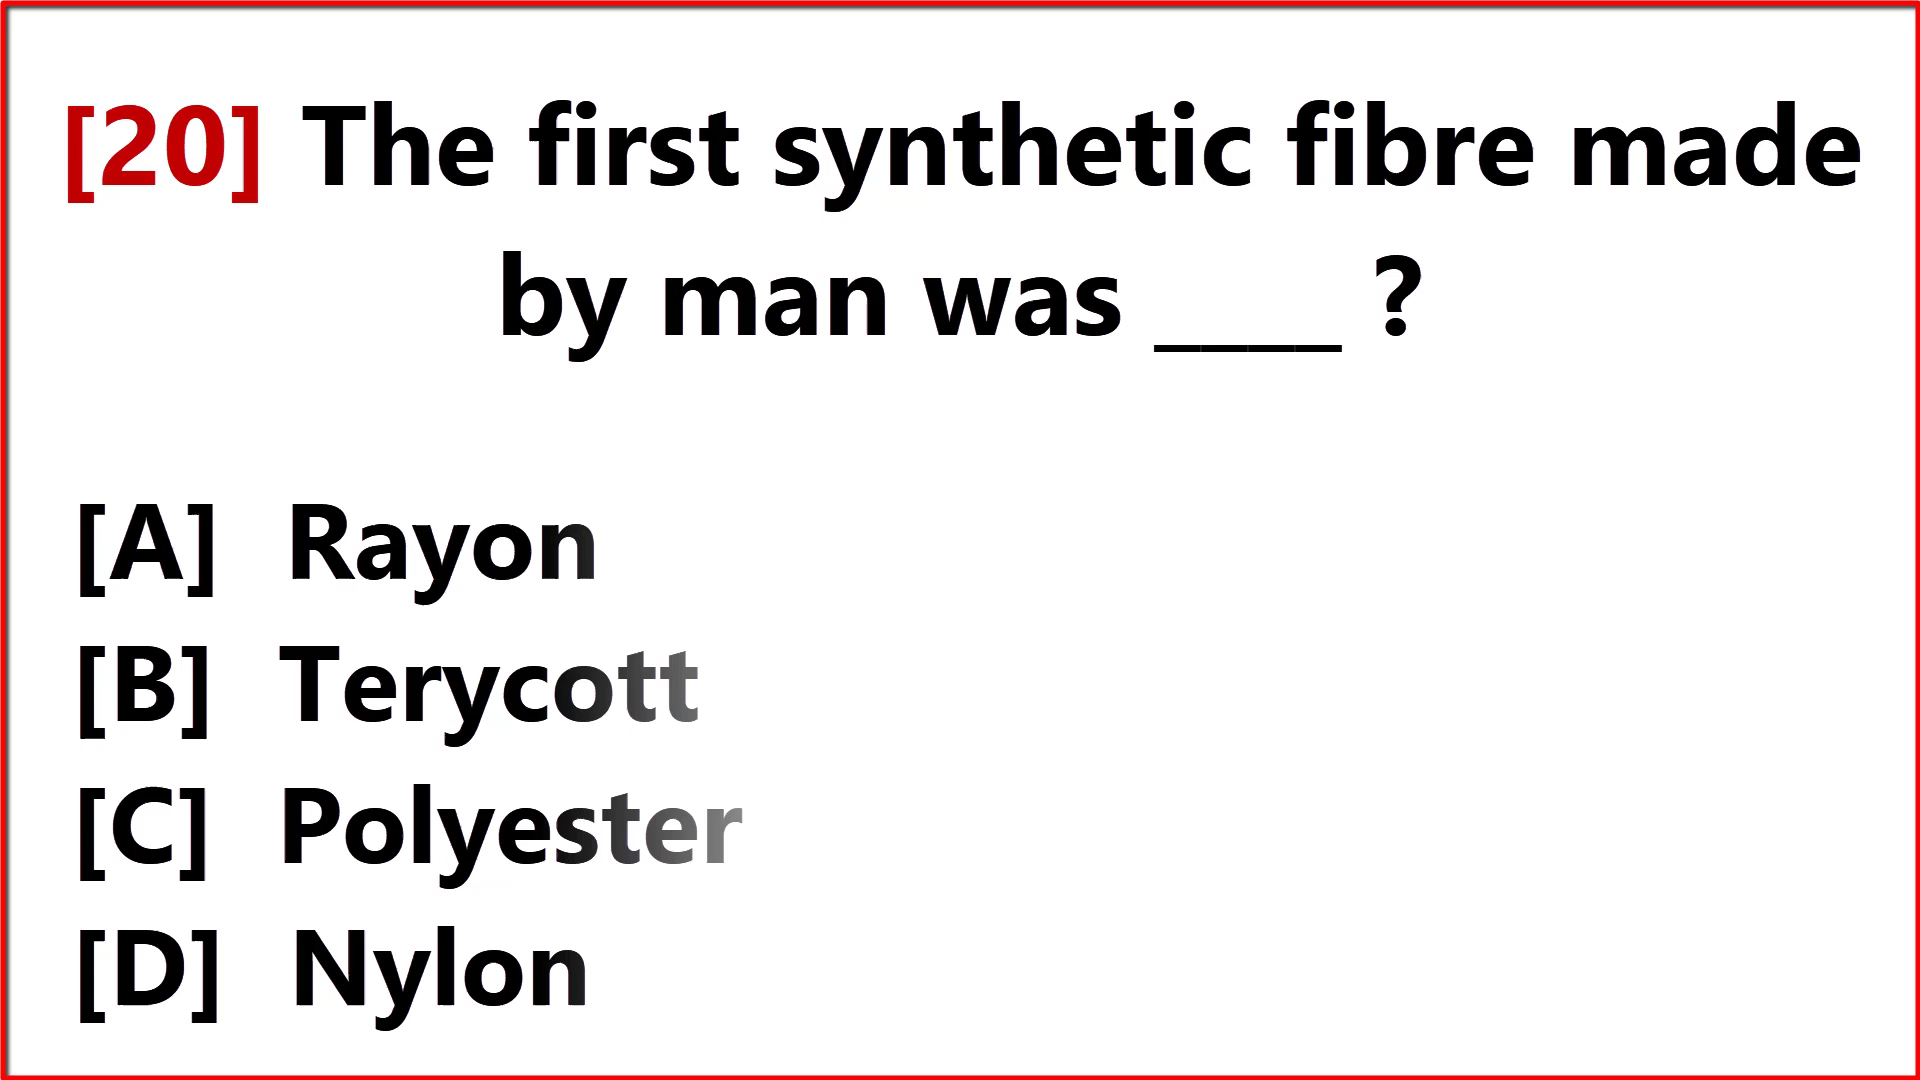 [20] The first synthetic fibre made
by man was ____ ?
[A] Rayon
[B] Terycott
[C] Polyester
[D] Nylon